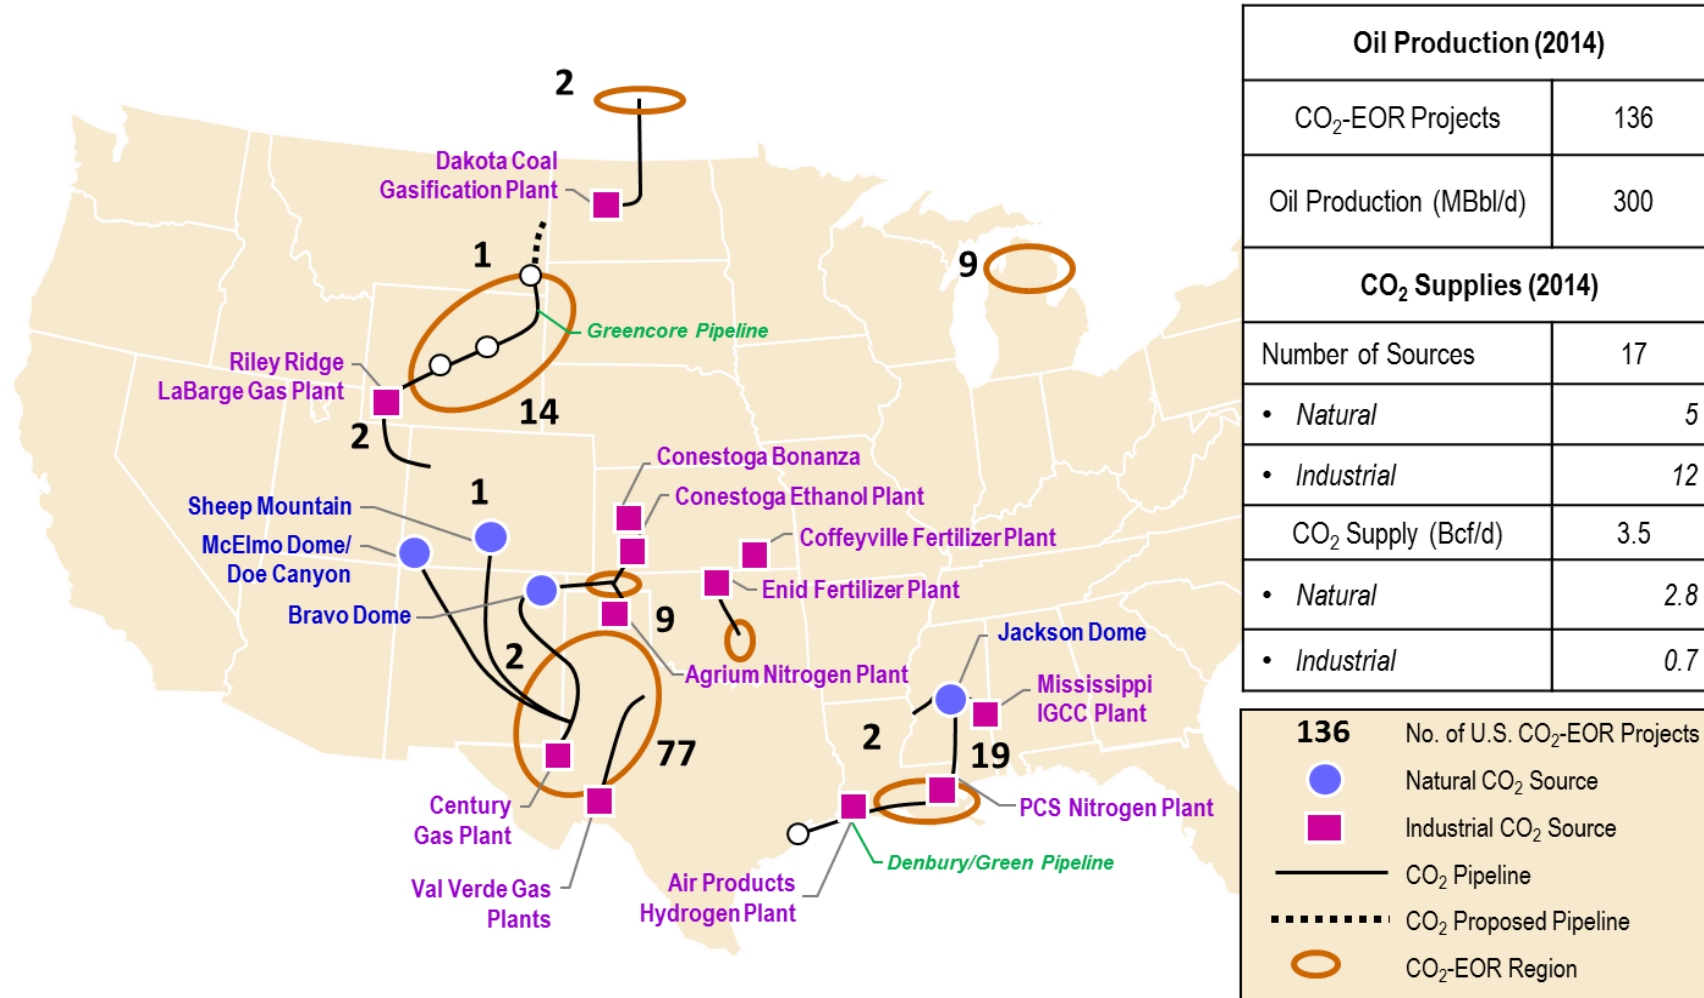 2
Dakota Coal
Gasification Plant
1
9
Greencore Pipeline
Riley Ridge
LaBarge Gas Plant
14
2
Conestoga Bonanza
1
Conestoga Ethanol Plant
Sheep Mountain
McElmo Dome/
Doe Canyon
Coffeyville Fertilizer Plant
Enid Fertilizer Plant
Bravo Dome
9
Jackson Dome
2
Agrium Nitrogen Plant
Mississippi
IGCC Plant
2
77
19
Century
Gas Plant
PCS Nitrogen Plant
Denbury/Green Pipeline
Val Verde Gas
Plants
Air Products
Hydrogen Plant
Oil Production (2014)
CO₂-EOR Projects 136
Oil Production (MBbl/d) 300
CO₂ Supplies (2014)
Number of Sources 17
• Natural 5
• Industrial 12
CO₂ Supply (Bcf/d) 3.5
• Natural 2.8
• Industrial 0.7
136 No. of U.S. CO₂-EOR Projects
Natural CO₂ Source
Industrial CO₂ Source
CO₂ Pipeline
CO₂ Proposed Pipeline
CO₂-EOR Region